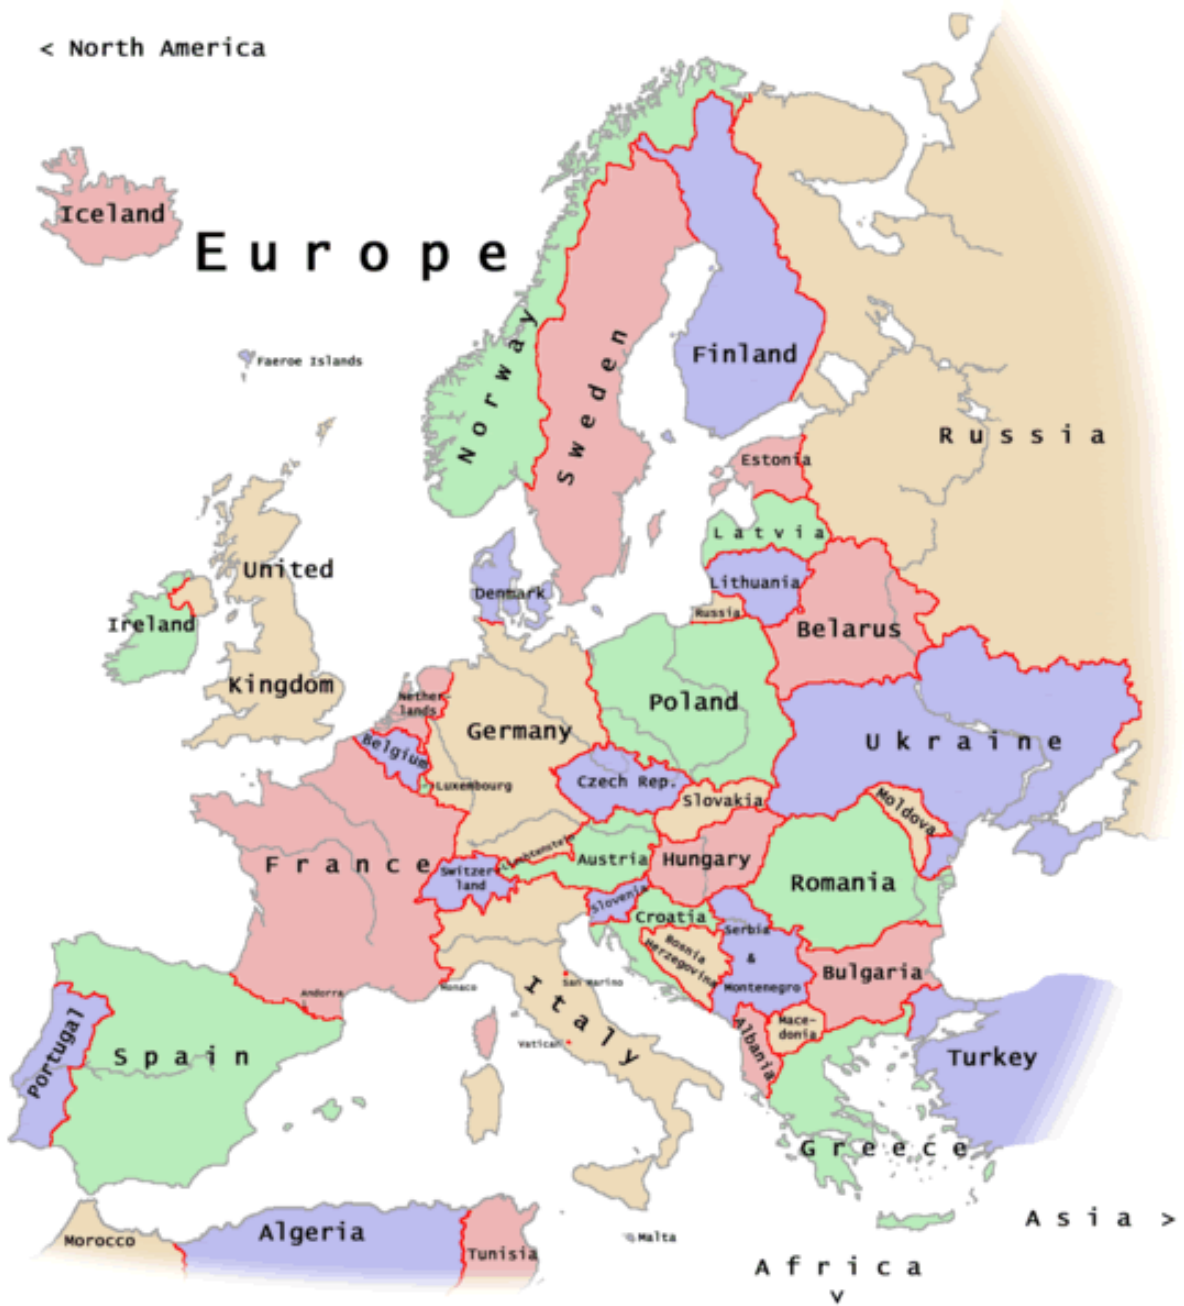 < North America
Iceland
Europe
Faeroe Islands
Norway
Sweden
Finland
Russia
Estonia
Latvia
Lithuania
Russia
Belarus
United
Kingdom
Ireland
Denmark
Nether-
lands
Belgium
Luxembourg
Germany
Poland
Czech Rep.
Slovakia
Ukraine
Moldova
France
Switzer-
land
Liechtenstein
Austria
Hungary
Romania
Slovenia
Croatia
Bosnia
Herzegovina
Serbia
&
Montenegro
Bulgaria
Andorra
Monaco
San Marino
Italy
Vatican
Albania
Mace-
donia
Portugal
Spain
Turkey
Greece
Morocco
Algeria
Tunisia
Malta
Asia >
Africa
v